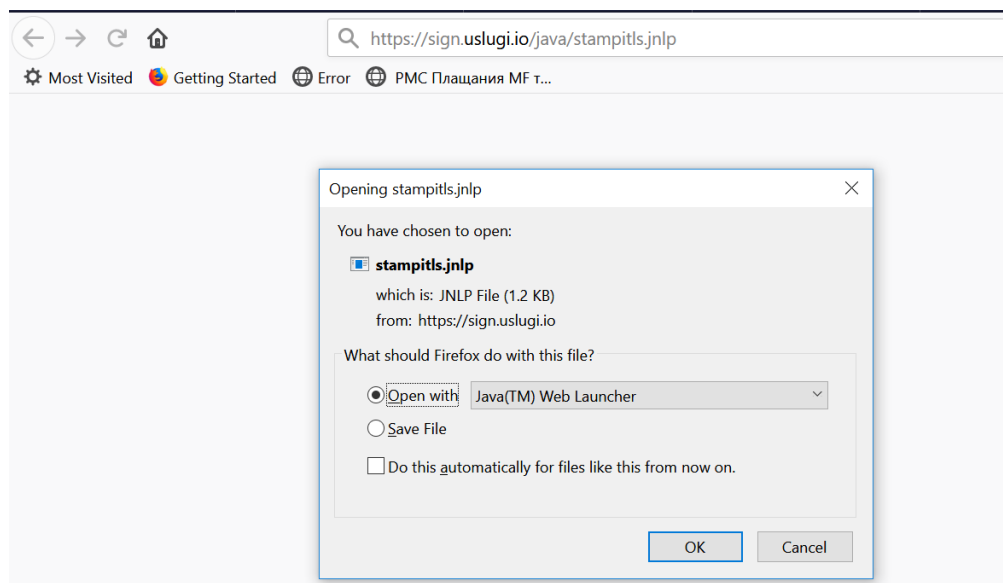 https://sign.uslugi.io/java/stampitls.jnlp
Most Visited Getting Started Error РМС Плащания MF т...
Opening stampitls.jnlp
You have chosen to open:
stampitls.jnlp
which is: JNLP File (1.2 KB)
from: https://sign.uslugi.io
What should Firefox do with this file?
Open with Java(TM) Web Launcher
Save File
Do this automatically for files like this from now on.
OK Cancel